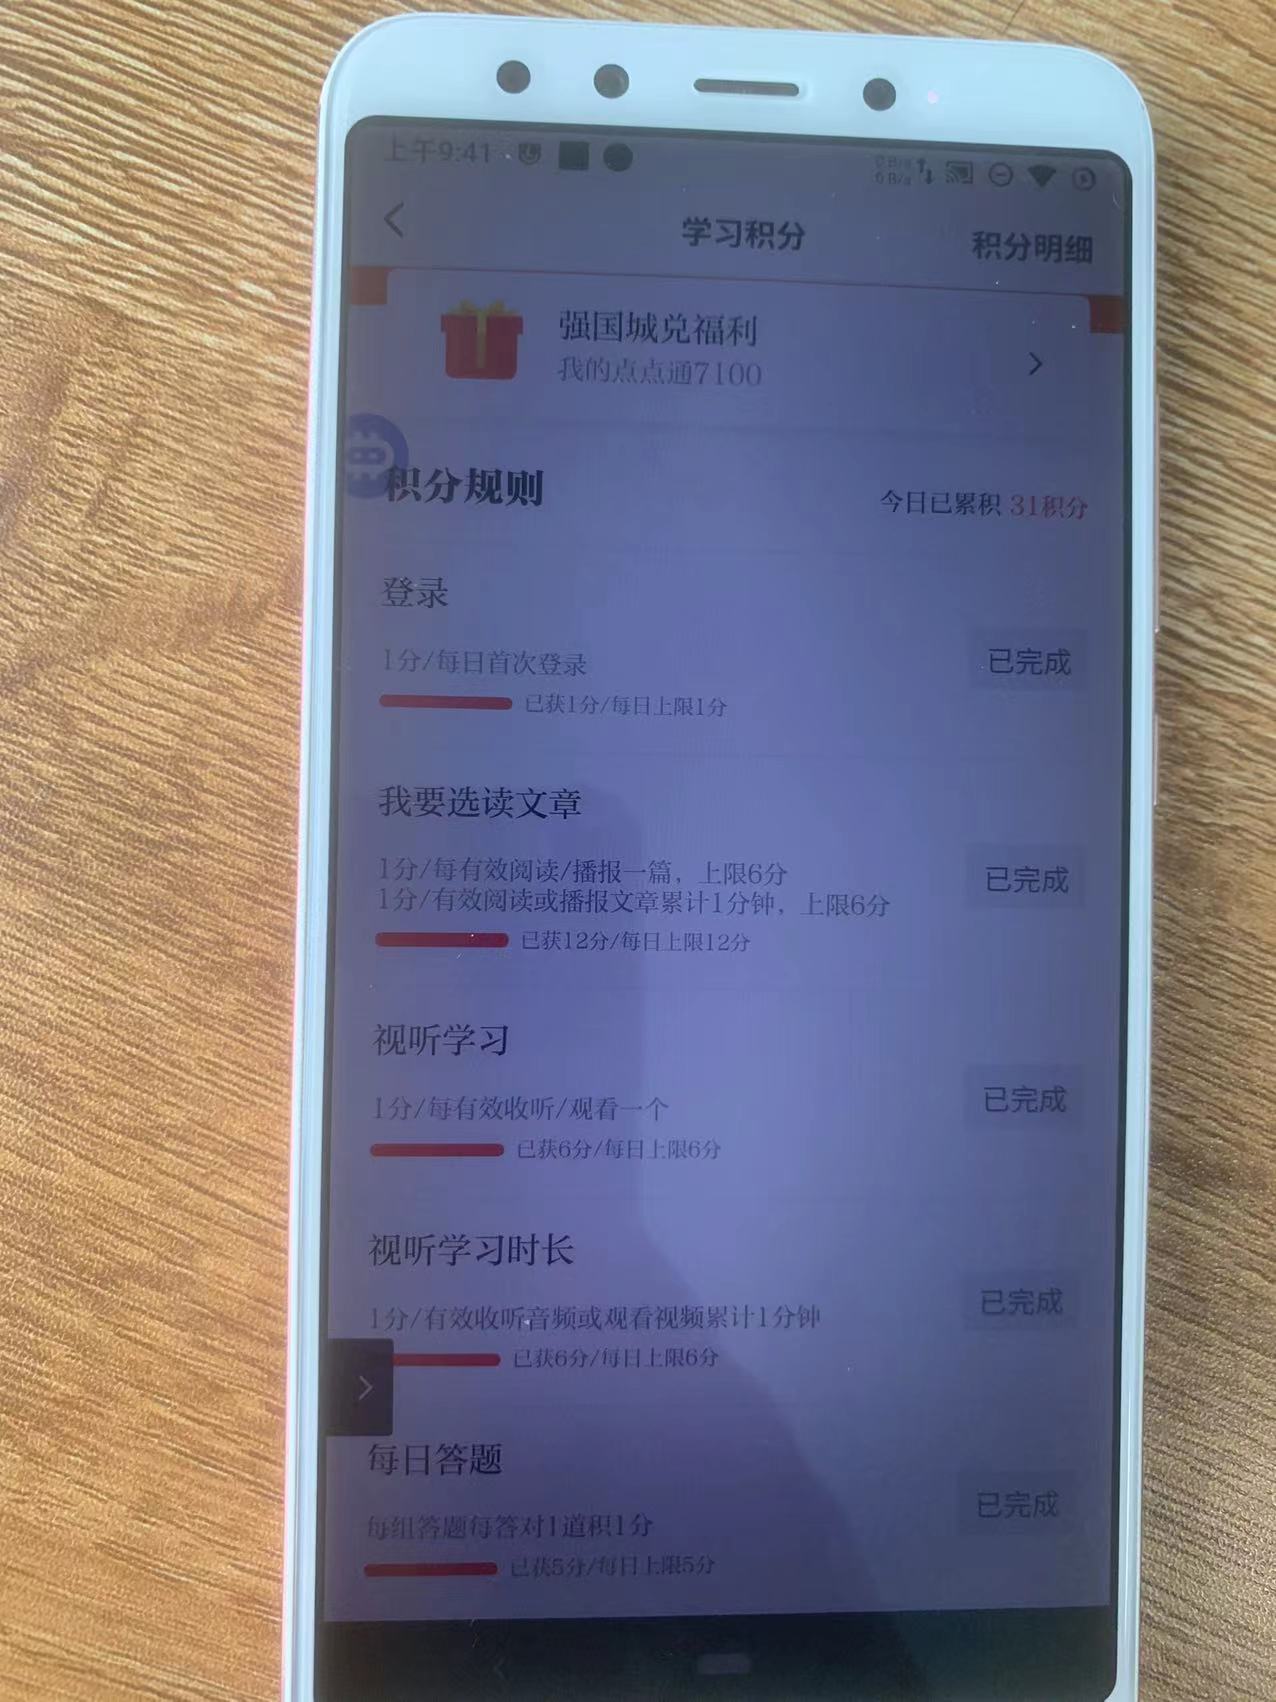 上午9:41
学习积分
积分明细
强国城兑福利
我的点点通7100
积分规则
今日已累积 31积分
登录
1分/每日首次登录
已完成
已获1分/每日上限1分
我要选读文章
1分/每有效阅读/播报一篇，上限6分
1分/有效阅读或播报文章累计1分钟，上限6分
已完成
已获12分/每日上限12分
视听学习
1分/每有效收听/观看一个
已完成
已获6分/每日上限6分
视听学习时长
1分/有效收听音频或观看视频累计1分钟
已完成
已获6分/每日上限6分
每日答题
每组答题每答对1道积1分
已完成
已获5分/每日上限5分